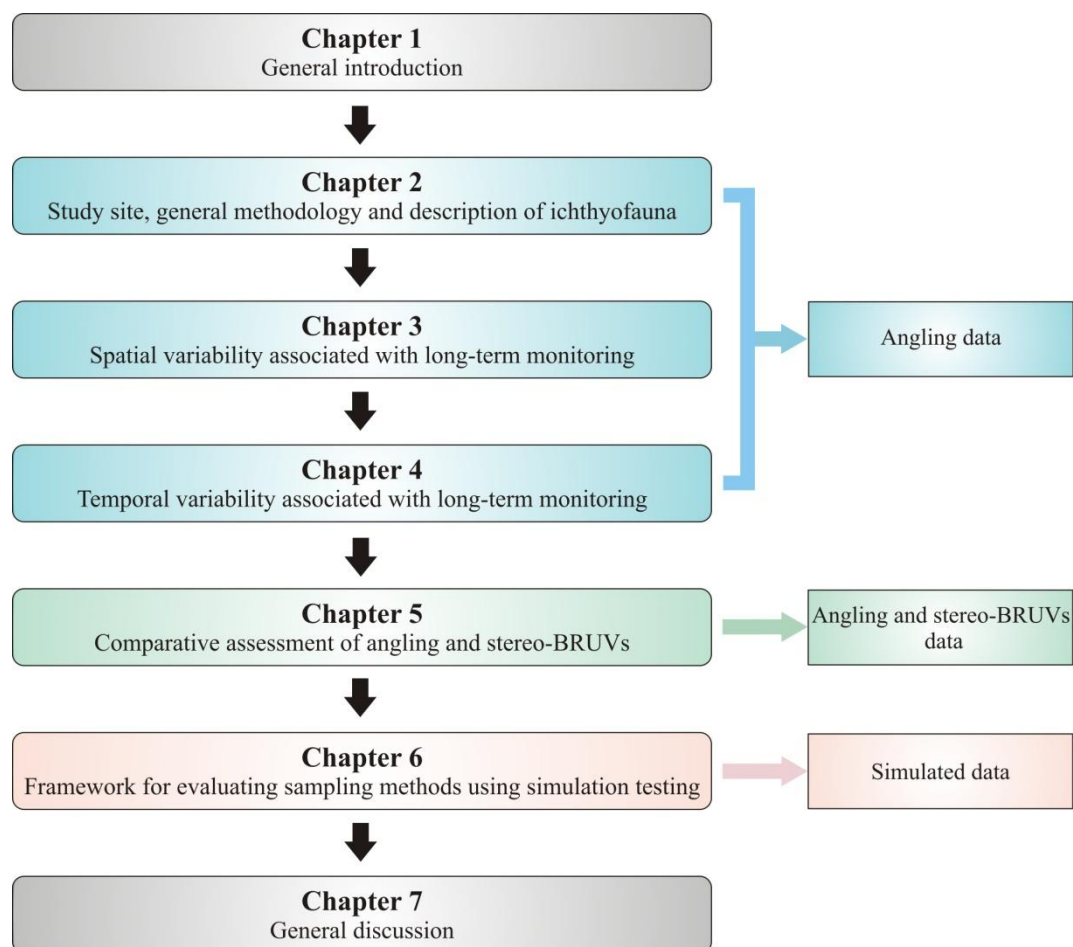 Chapter 1
General introduction
Chapter 2
Study site, general methodology and description of ichthyofauna
Chapter 3
Spatial variability associated with long-term monitoring
Angling data
Chapter 4
Temporal variability associated with long-term monitoring
Chapter 5
Comparative assessment of angling and stereo-BRUVs
Angling and stereo-BRUVs
data
Chapter 6
Framework for evaluating sampling methods using simulation testing
Simulated data
Chapter 7
General discussion